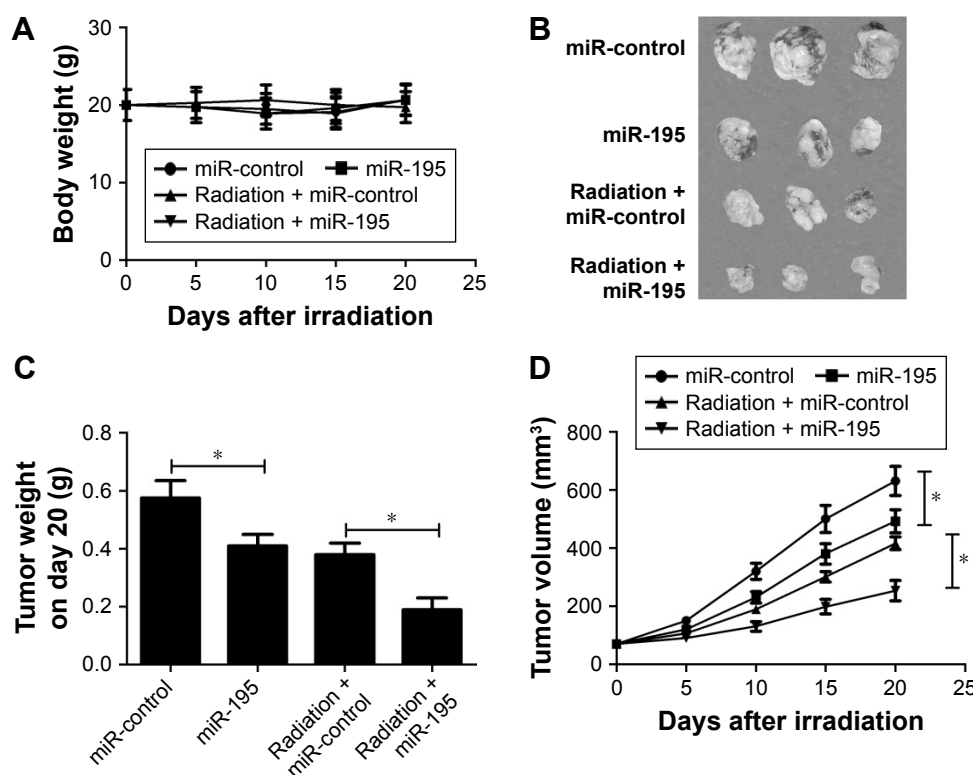 A
Body weight (g)
30
20
10
0
miR-control miR-195
Radiation + miR-control
Radiation + miR-195
0 5 10 15 20 25
Days after irradiation
B
miR-control
miR-195
Radiation +
miR-control
Radiation +
miR-195
C
Tumor weight
on day 20 (g)
0.8
0.6
0.4
0.2
0.0
*
*
miR-control
miR-195
Radiation +
miR-control
Radiation +
miR-195
D
miR-control miR-195
Radiation + miR-control
Radiation + miR-195
Tumor volume (mm³)
800
600
400
200
0
*
*
0 5 10 15 20 25
Days after irradiation